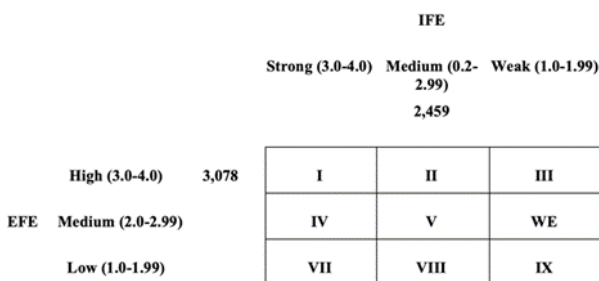 IFE
Strong (3.0-4.0) Medium (0.2- Weak (1.0-1.99)
2.99)
2,459
High (3.0-4.0) 3,078 I II III
EFE Medium (2.0-2.99) IV V WE
Low (1.0-1.99) VII VIII IX